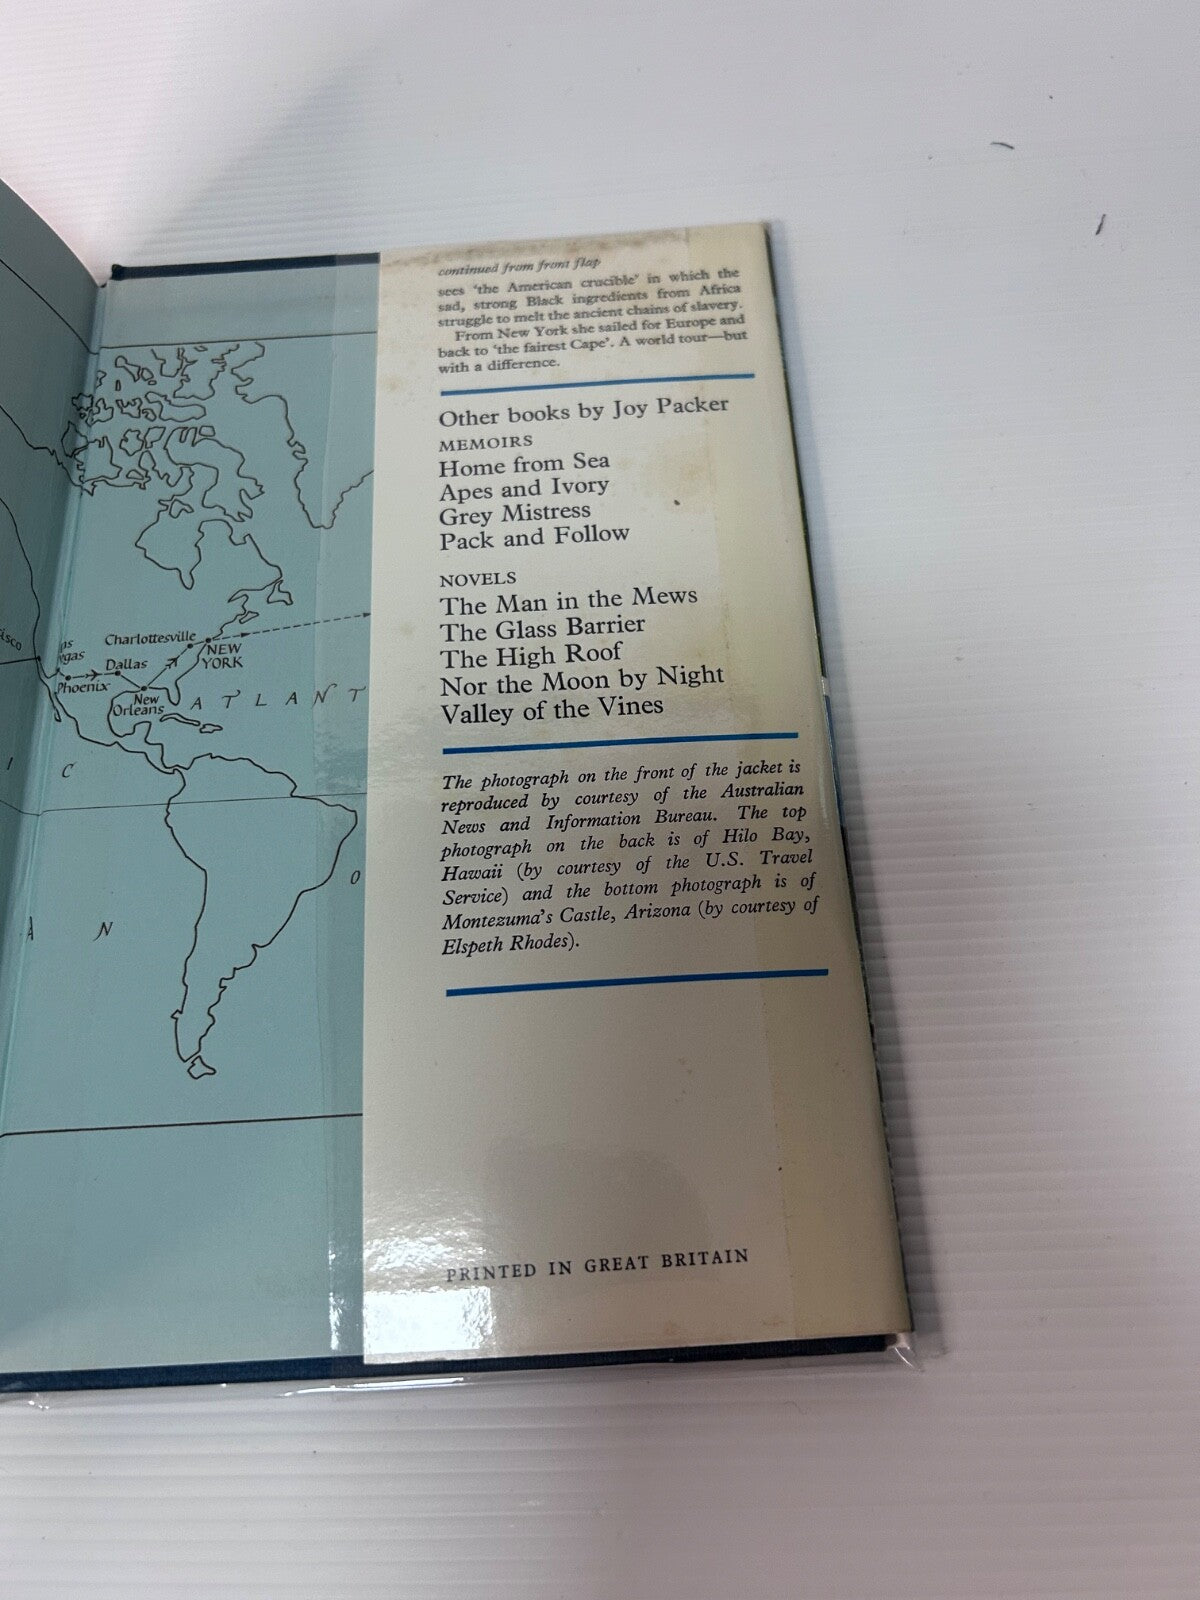 continued from front flap
sees 'the American crucible' in which the
sad, strong Black ingredients from Africa
struggle to melt the ancient chains of slavery.
From New York she sailed for Europe and
back to 'the fairest Cape'. A world tour—but
with a difference.
Other books by Joy Packer
MEMOIRS
Home from Sea
Apes and Ivory
Grey Mistress
Pack and Follow
NOVELS
The Man in the Mews
The Glass Barrier
The High Roof
Nor the Moon by Night
Valley of the Vines
The photograph on the front of the jacket is
reproduced by courtesy of the Australian
News and Information Bureau. The top
photograph on the back is of Hilo Bay,
Hawaii (by courtesy of the U.S. Travel
Service) and the bottom photograph is of
Montezuma's Castle, Arizona (by courtesy of
Elspeth Rhodes).
PRINTED IN GREAT BRITAIN
Charlottesville
NEW
YORK
Dallas
Phoenix
New
Orleans
A T L A N T
I C
O
A N